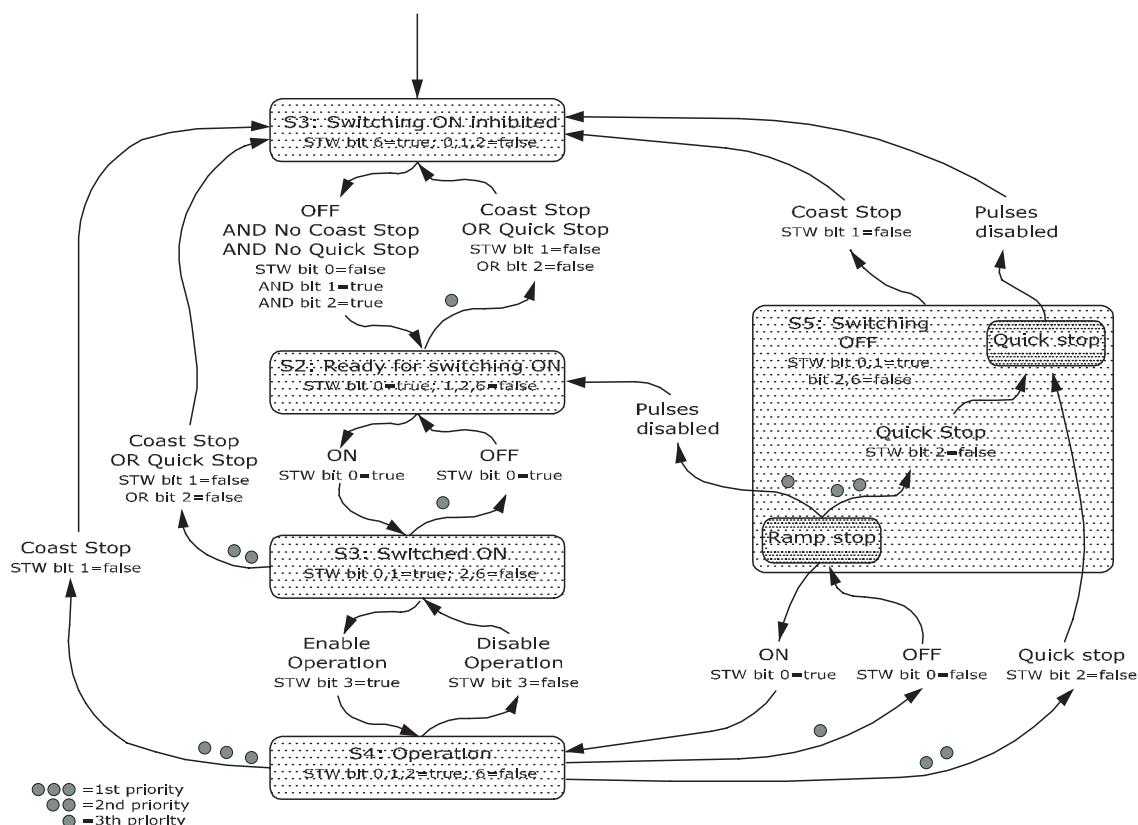 S3: Switching ON inhibited
STW bit 6=true; 0,1,2=false
OFF
AND No Coast Stop
AND No Quick Stop
STW bit 0=false
AND bit 1=true
AND bit 2=true
Coast Stop
OR Quick Stop
STW bit 1=false
OR bit 2=false
Coast Stop
STW bit 1=false
Pulses
disabled
S5: Switching
OFF
STW bit 0,1=true
bit 2,6=false
Quick stop
S2: Ready for switching ON
STW bit 0=true; 1,2,6=false
Pulses
disabled
Quick Stop
STW bit 2=false
Coast Stop
OR Quick Stop
STW bit 1=false
OR bit 2=false
ON
STW bit 0=true
OFF
STW bit 0=true
Ramp stop
S3: Switched ON
STW bit 0,1=true; 2,6=false
Coast Stop
STW bit 1=false
Enable
Operation
STW bit 3=true
Disable
Operation
STW bit 3=false
ON
STW bit 0=true
OFF
STW bit 0=false
Quick stop
STW bit 2=false
S4: Operation
STW bit 0,1,2=true; 6=false
=1st priority
=2nd priority
=3th priority